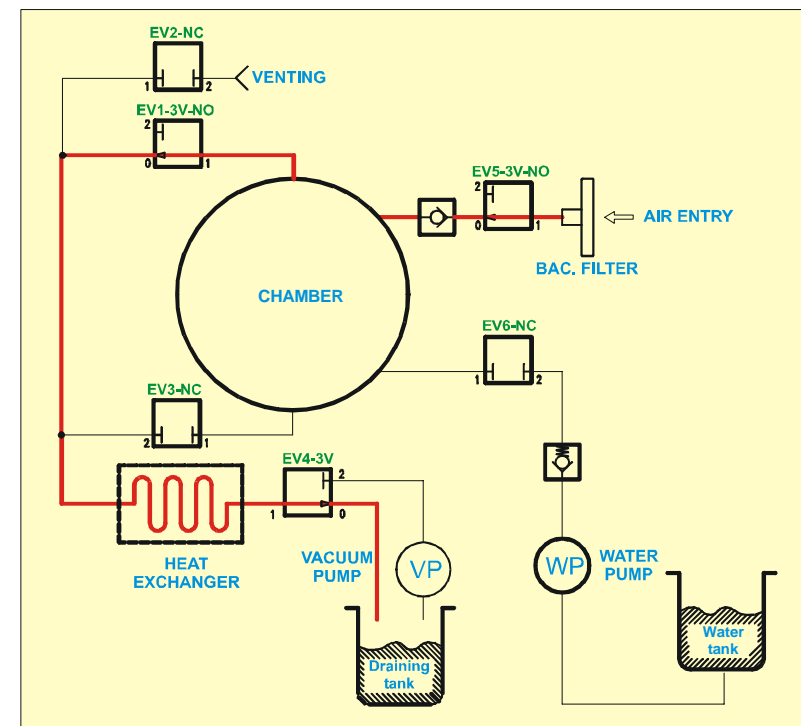 EV2-NC
1 2
VENTING
EV1-3V-NO
2
0 1
EV5-3V-NO
2
0 1
AIR ENTRY
BAC. FILTER
CHAMBER
EV6-NC
1 2
EV3-NC
2 1
EV4-3V
2
1 0
HEAT
EXCHANGER
VACUUM
PUMP
VP
WP
WATER
PUMP
Draining
tank
Water
tank